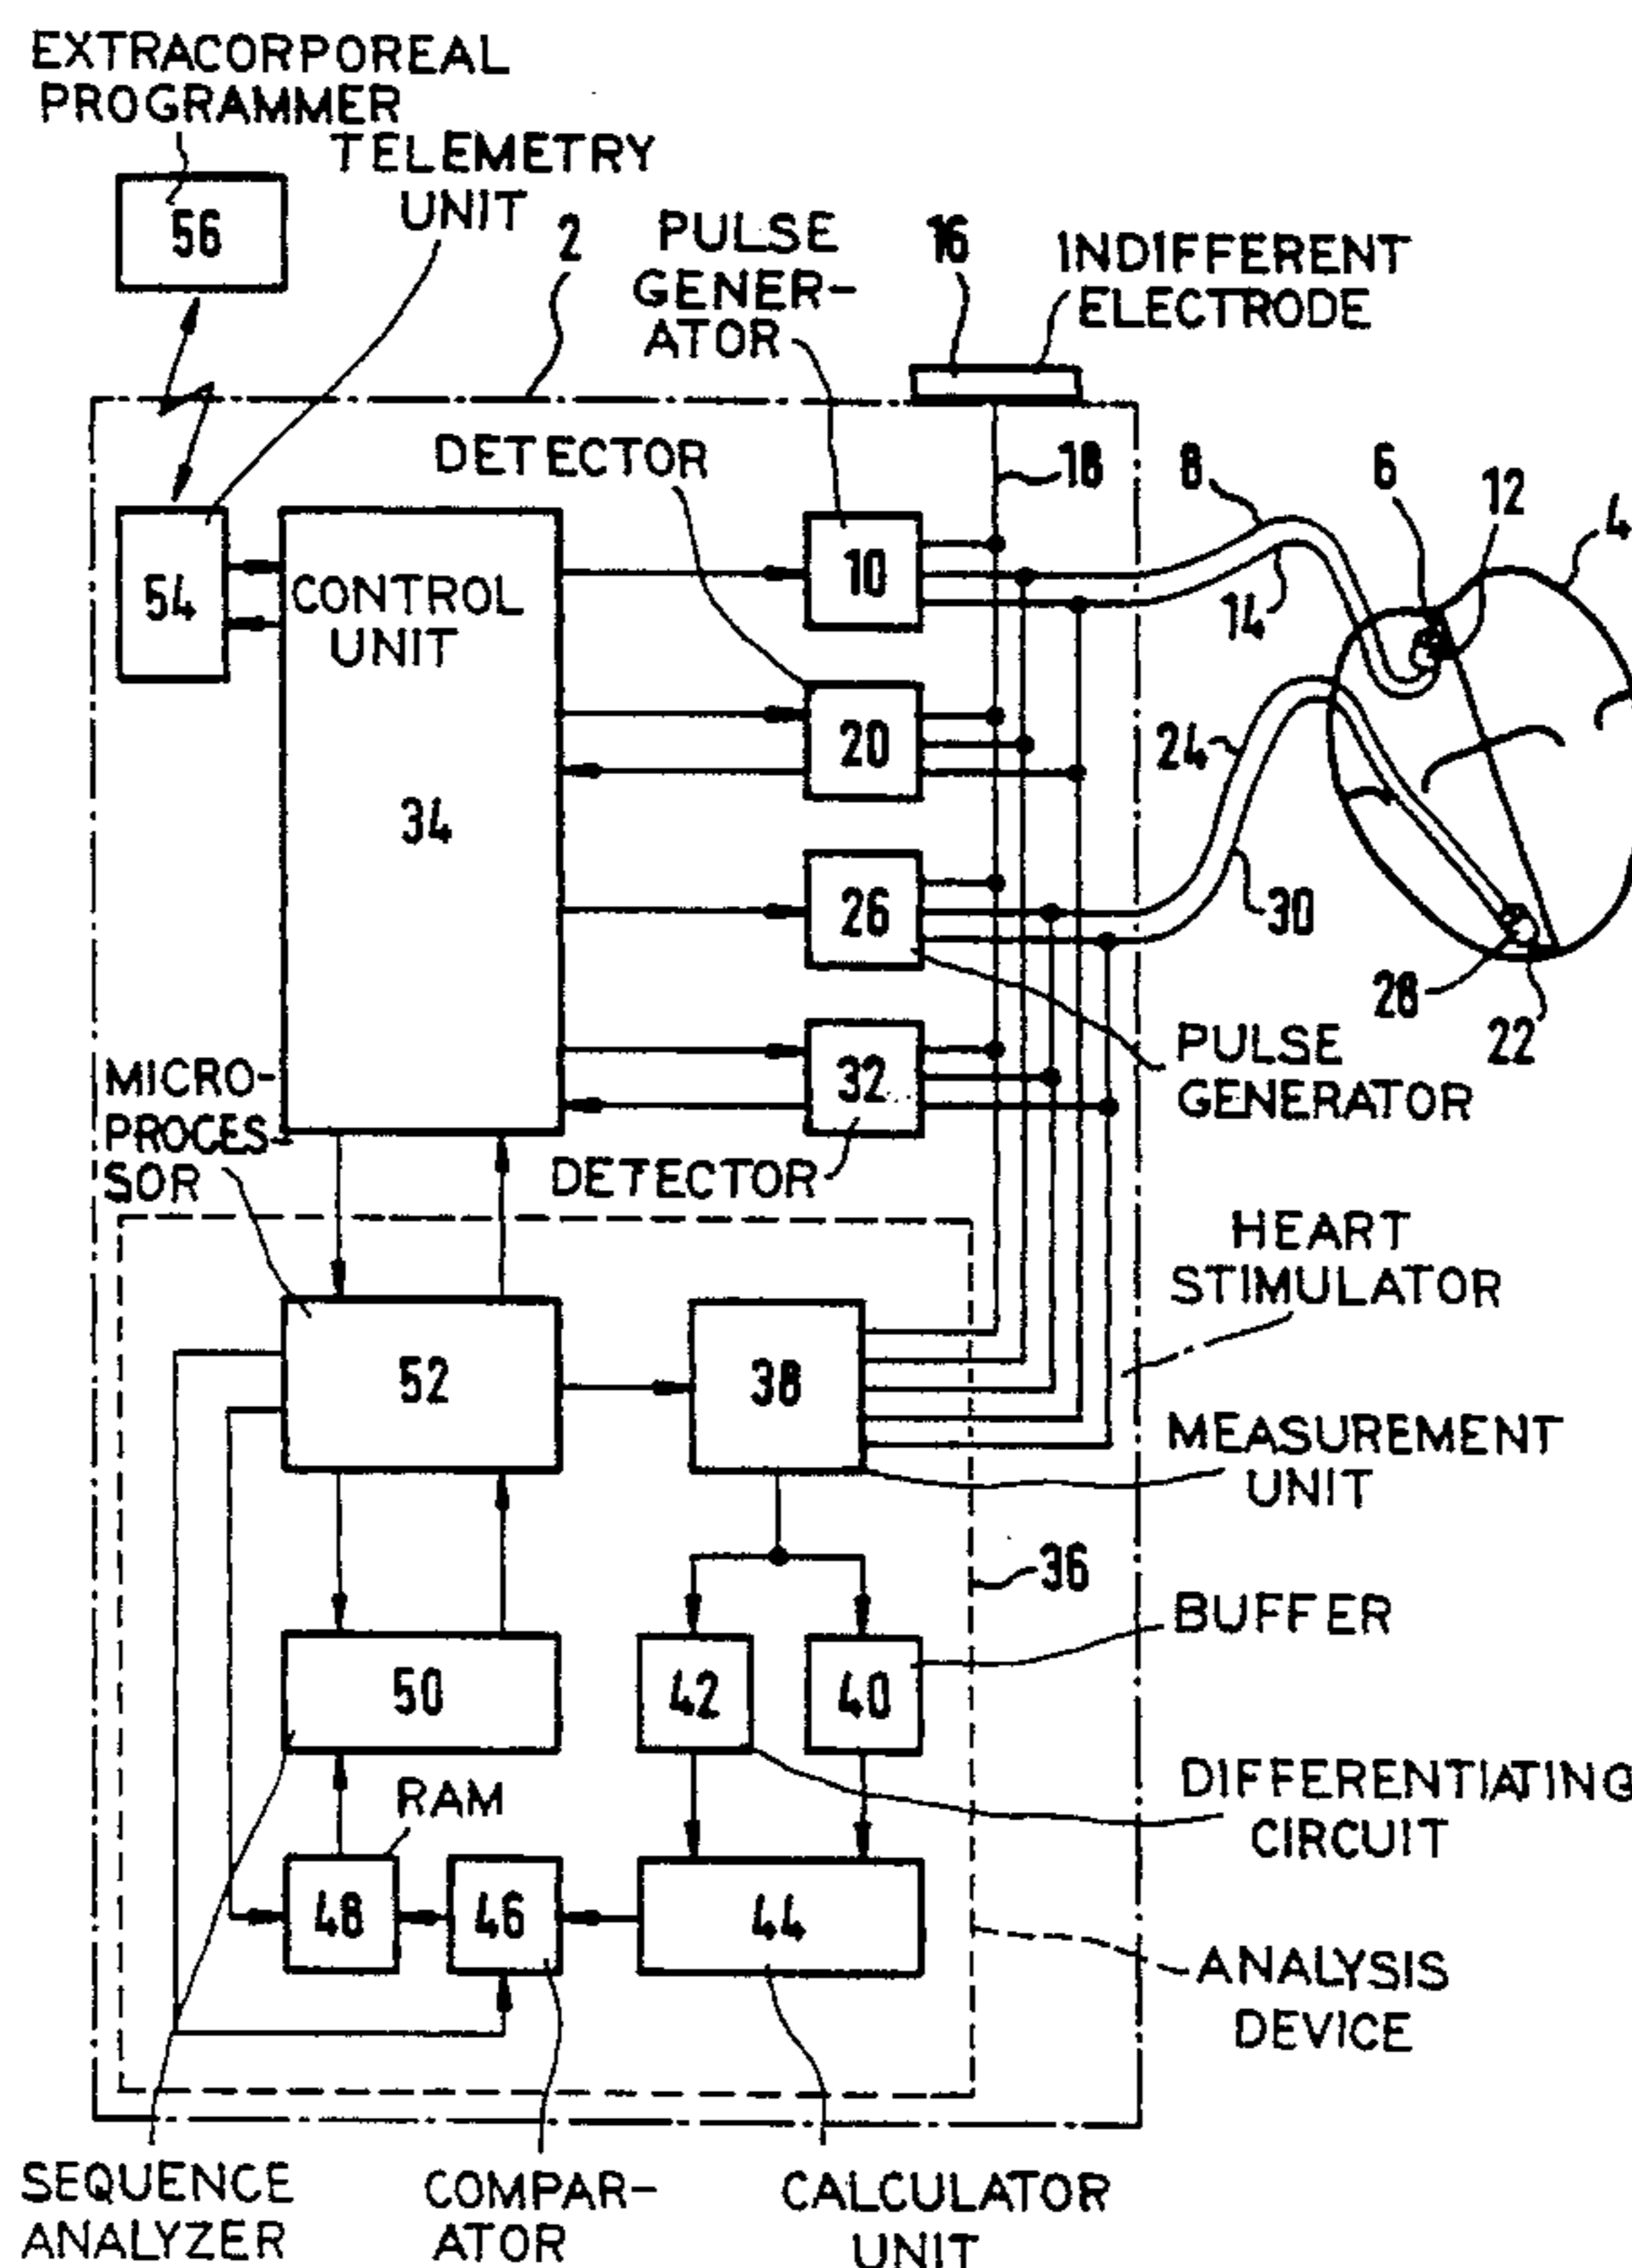 EXTRACORPOREAL
PROGRAMMER
TELEMETRY
UNIT
56
2
PULSE
GENER-
ATOR
16
INDIFFERENT
ELECTRODE
DETECTOR
18
8
6
12
4
54
CONTROL
UNIT
34
10
14
20
24
26
30
28
22
PULSE
GENERATOR
32
MICRO-
PROCES-
SOR
DETECTOR
HEART
STIMULATOR
52
38
MEASUREMENT
UNIT
36
BUFFER
50
42
40
DIFFERENTIATING
CIRCUIT
RAM
48
46
44
ANALYSIS
DEVICE
SEQUENCE
ANALYZER
COMPAR-
ATOR
CALCULATOR
UNIT